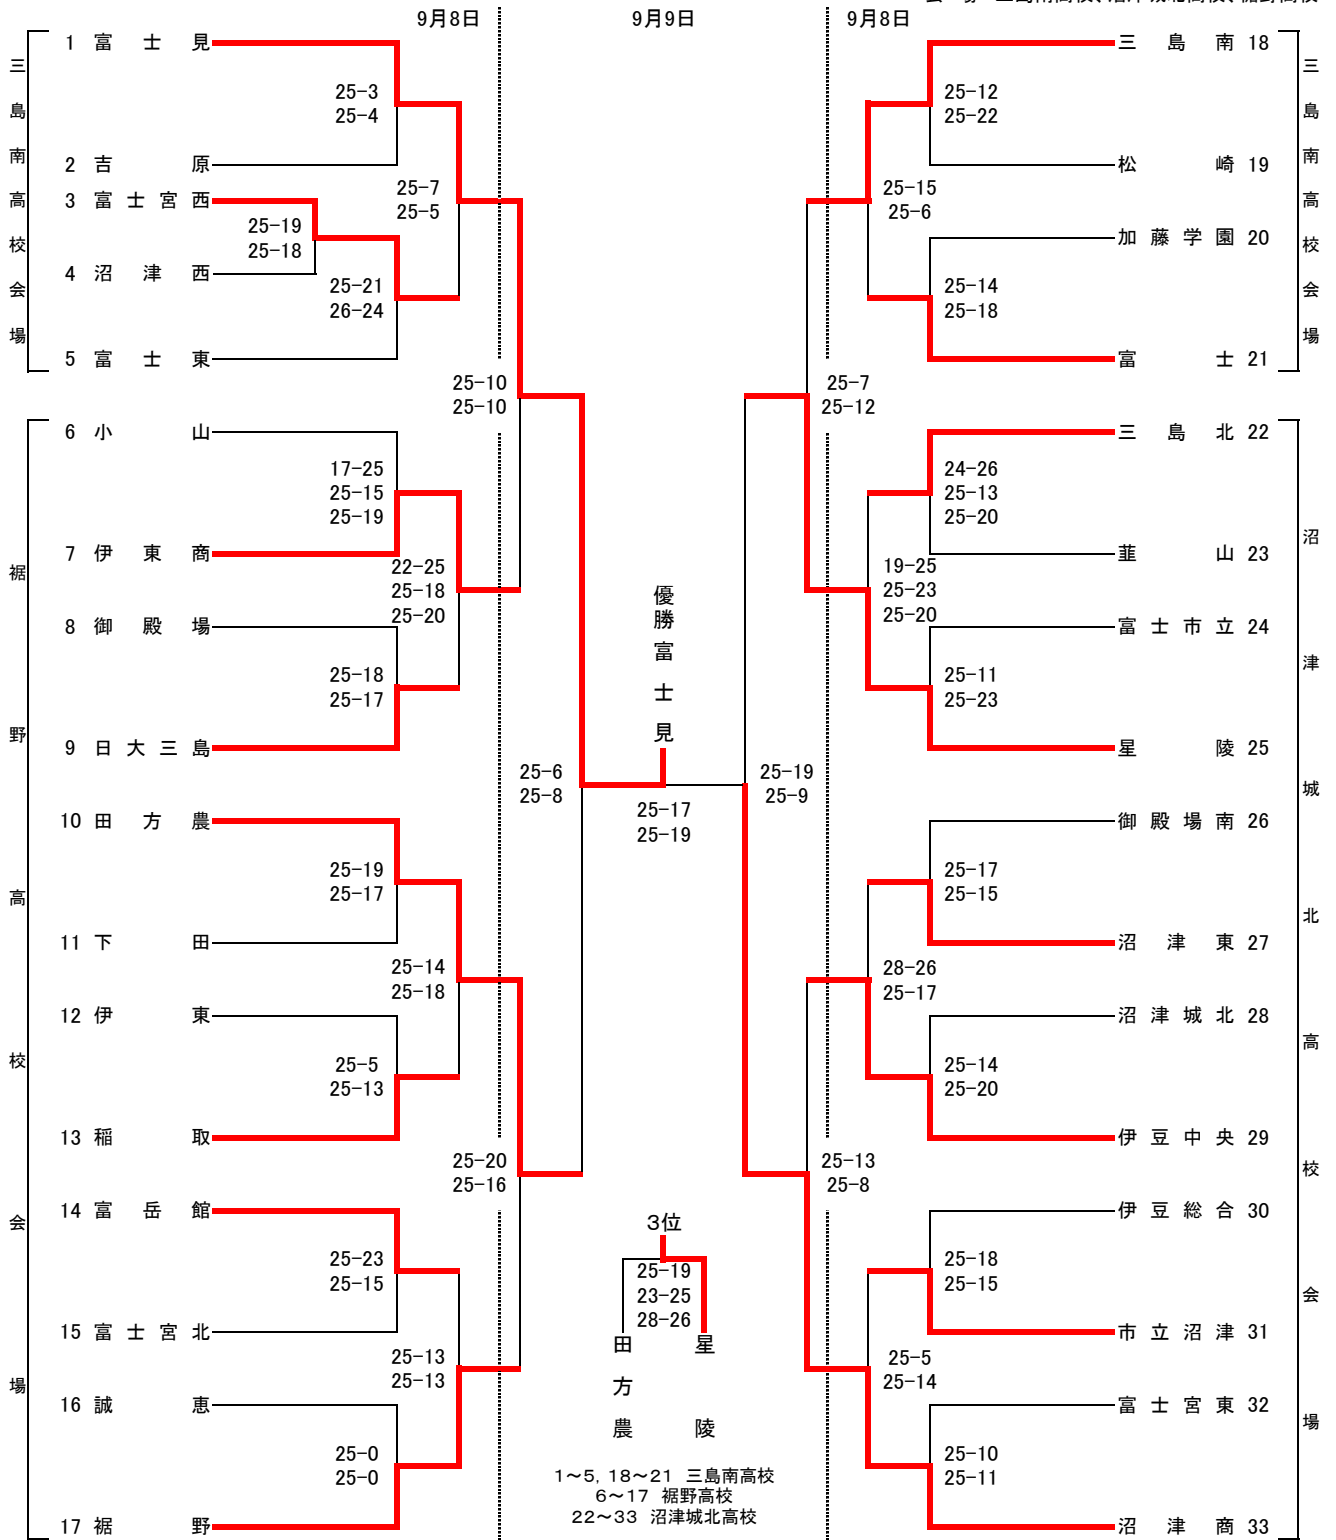 9月8日 9月9日 9月8日
三島南高校会場
1 富士見
25-3
25-4
2 吉原
3 富士宮西
25-19
25-18
4 沼津西
25-21
26-24
5 富士東
25-7
25-5
25-10
25-10
裾野高校会場
6 小山
17-25
25-15
25-19
7 伊東商
22-25
25-18
25-20
8 御殿場
25-18
25-17
9 日大三島
25-6
25-8
10 田方農
25-19
25-17
11 下田
25-14
25-18
12 伊東
25-5
25-13
13 稲取
25-20
25-16
14 富岳館
25-23
25-15
15 富士宮北
25-13
25-13
16 誠恵
25-0
25-0
17 裾野
優勝富士見
25-17
25-19
3位
25-19
23-25
28-26
田方農
星陵
1～5, 18～21 三島南高校
6～17 裾野高校
22～33 沼津城北高校
三島南高校会場
三島南 18
25-12
25-22
松崎 19
25-15
25-6
加藤学園 20
25-14
25-18
富士 21
25-7
25-12
沼津城北高校会場
三島北 22
24-26
25-13
25-20
韮山 23
19-25
25-23
25-20
富士市立 24
25-11
25-23
星陵 25
25-19
25-9
御殿場南 26
25-17
25-15
沼津東 27
28-26
25-17
沼津城北 28
25-14
25-20
伊豆中央 29
25-13
25-8
伊豆総合 30
25-18
25-15
市立沼津 31
25-5
25-14
富士宮東 32
25-10
25-11
沼津商 33